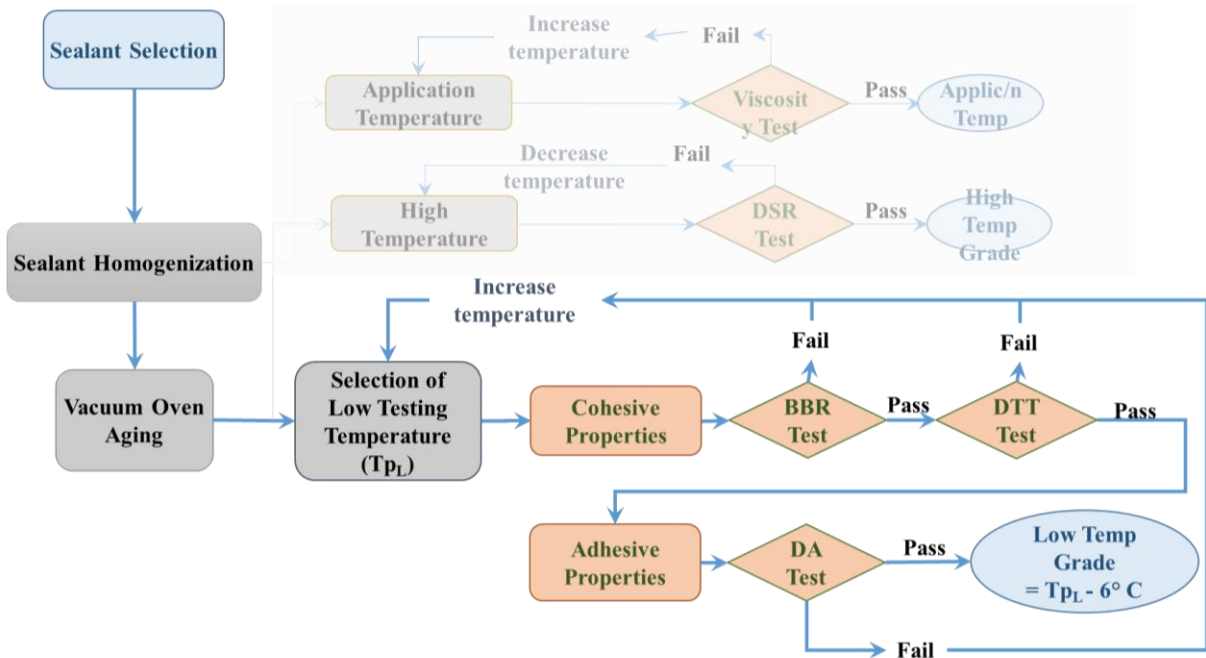 Sealant Selection
Increase
temperature
Fail
Application
Temperature
Viscosit
y Test
Pass
Applic/n
Temp
Decrease
temperature
Fail
High
Temperature
DSR
Test
Pass
High
Temp
Grade
Sealant Homogenization
Increase
temperature
Fail
Fail
Vacuum Oven
Aging
Selection of
Low Testing
Temperature
(TpL)
Cohesive
Properties
BBR
Test
Pass
DTT
Test
Pass
Adhesive
Properties
DA
Test
Pass
Low Temp
Grade
= TpL - 6° C
Fail